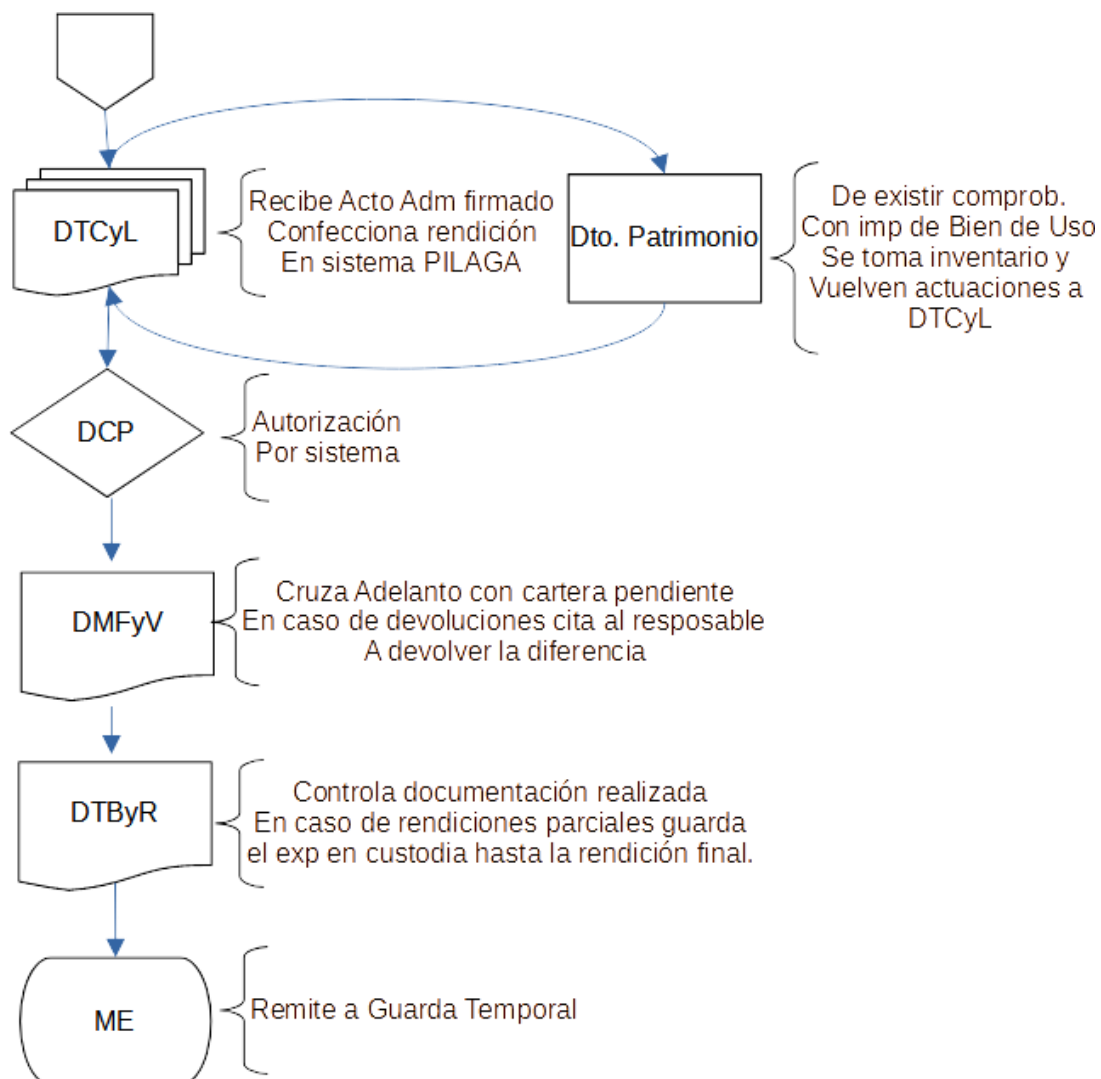 DTCyL
Recibe Acto Adm firmado
Confecciona rendición
En sistema PILAGA
Dto. Patrimonio
De existir comprob.
Con imp de Bien de Uso
Se toma inventario y
Vuelven actuaciones a
DTCyL
DCP
Autorización
Por sistema
DMFyV
Cruza Adelanto con cartera pendiente
En caso de devoluciones cita al resposable
A devolver la diferencia
DTByR
Controla documentación realizada
En caso de rendiciones parciales guarda
el exp en custodia hasta la rendición final.
ME
Remite a Guarda Temporal